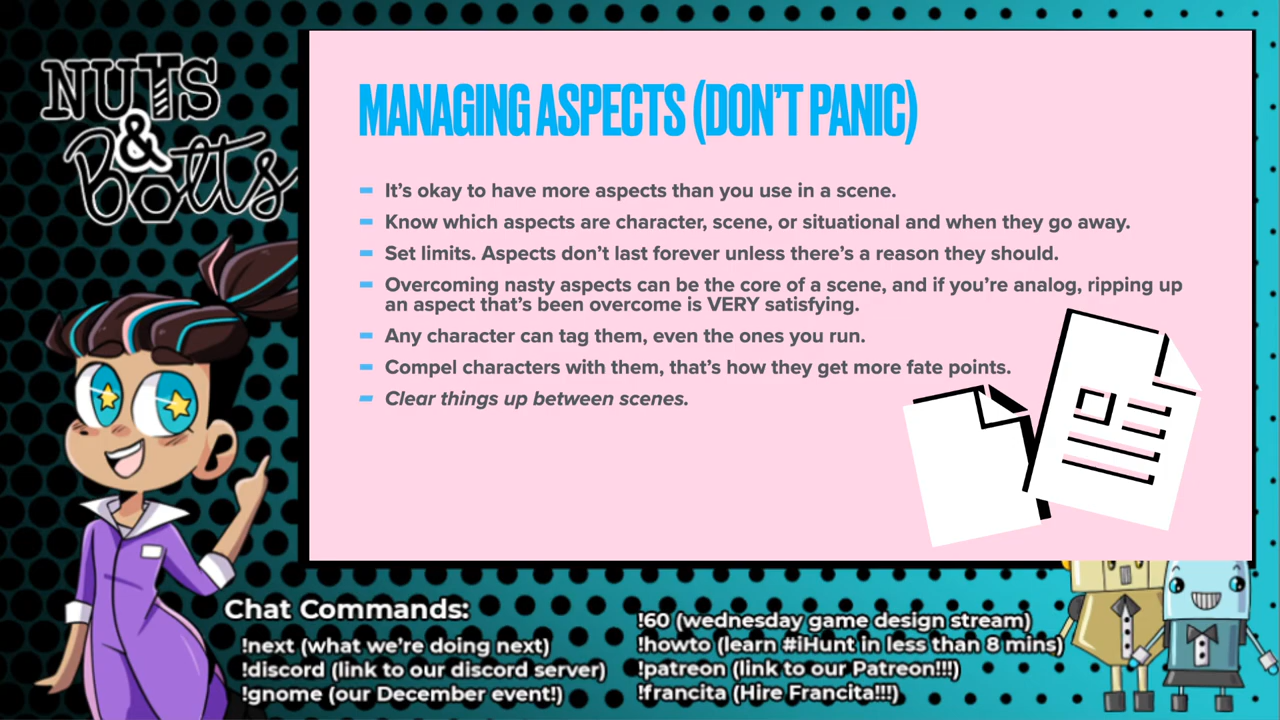 NUTS
&
Bolts
MANAGING ASPECTS (DON'T PANIC)
It's okay to have more aspects than you use in a scene.
Know which aspects are character, scene, or situational and when they go away.
Set limits. Aspects don't last forever unless there's a reason they should.
Overcoming nasty aspects can be the core of a scene, and if you're analog, ripping up
an aspect that's been overcome is VERY satisfying.
Any character can tag them, even the ones you run.
Compel characters with them, that's how they get more fate points.
Clear things up between scenes.
Chat Commands:
!next (what we're doing next)
!discord (link to our discord server)
!gnome (our December event!)
!60 (wednesday game design stream)
!howto (learn #iHunt in less than 8 mins)
!patreon (link to our Patreon!!!)
!francita (Hire Francita!!!)